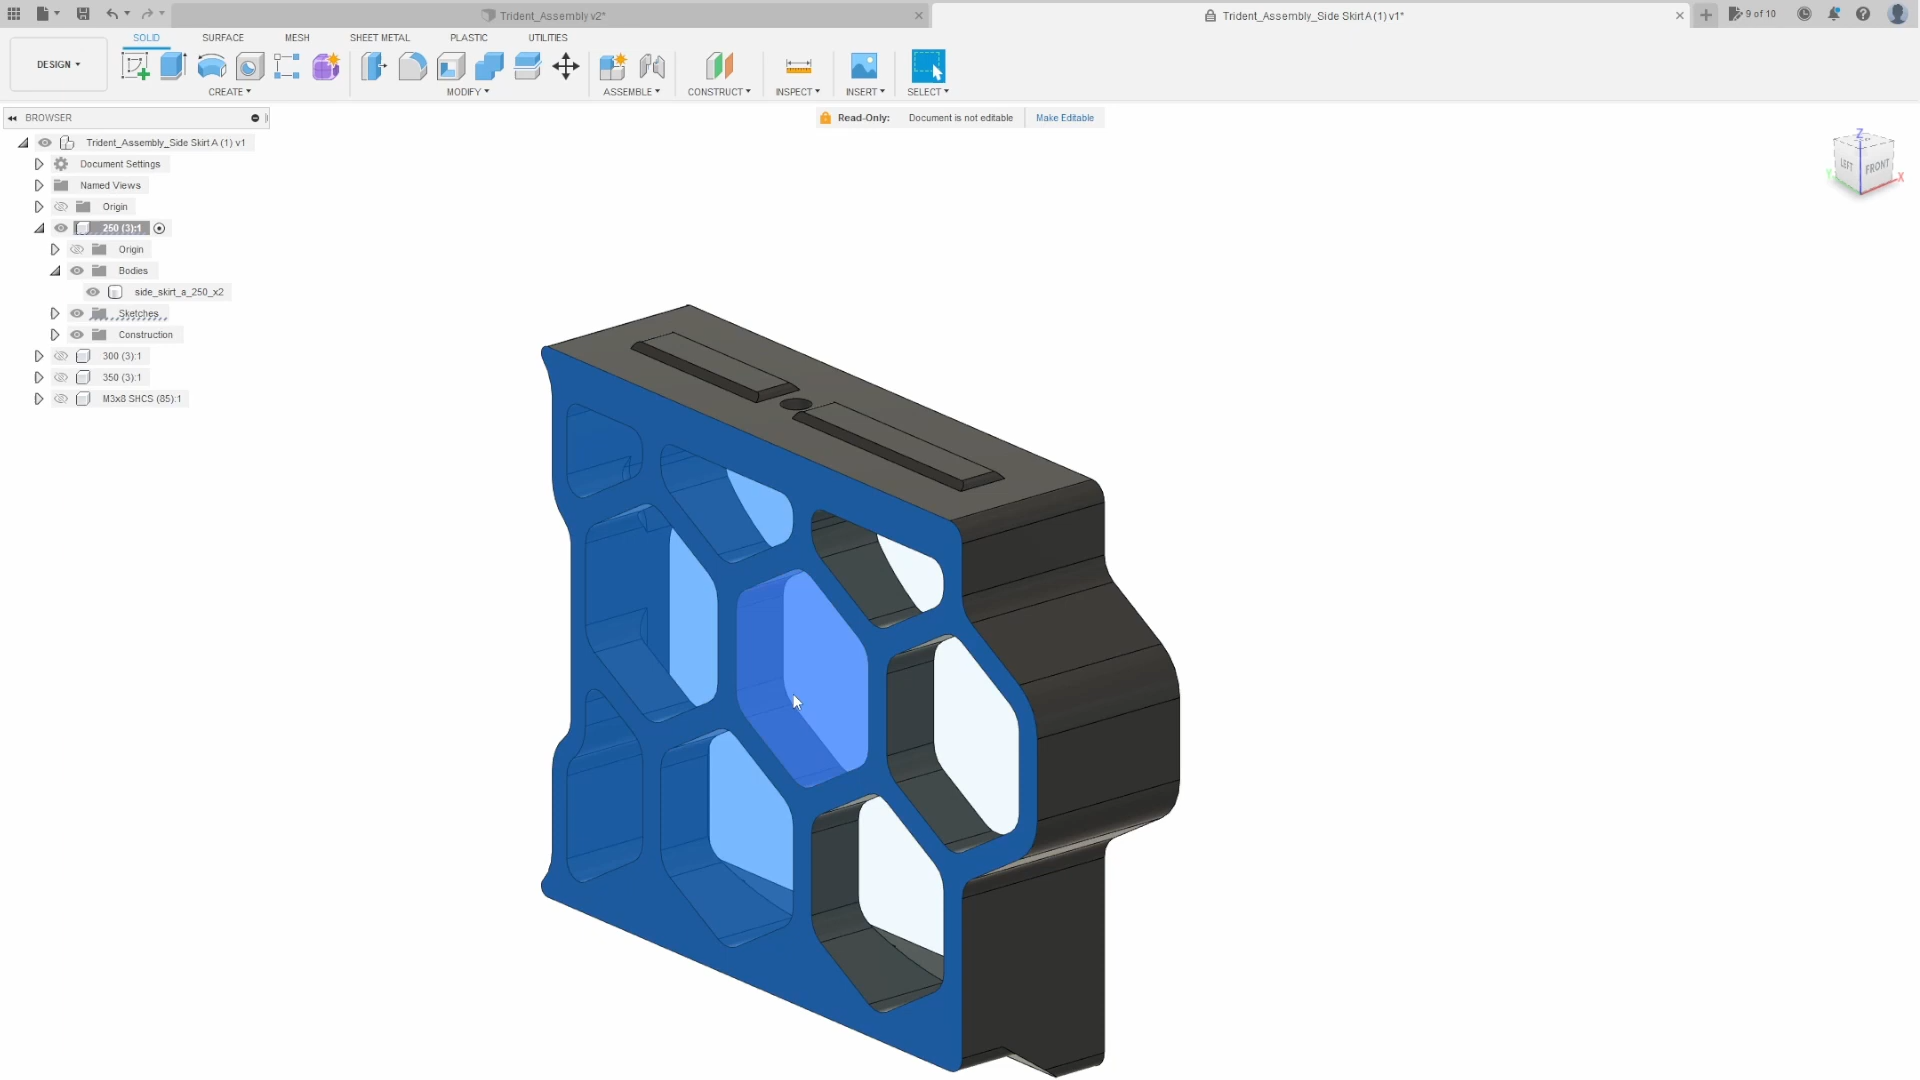 Trident_Assembly v2*
Trident_Assembly_Side Skirt A (1) v1*
9 of 10
SOLID SURFACE MESH SHEET METAL PLASTIC UTILITIES
DESIGN
CREATE MODIFY ASSEMBLE CONSTRUCT INSPECT INSERT SELECT
BROWSER
Read-Only: Document is not editable Make Editable
Trident_Assembly_Side Skirt A (1) v1
Document Settings
Named Views
Origin
250 (3):1
Origin
Bodies
side_skirt_a_250_x2
Sketches
Construction
300 (3):1
350 (3):1
M3x8 SHCS (85):1
Z
LEFT FRONT
Y X